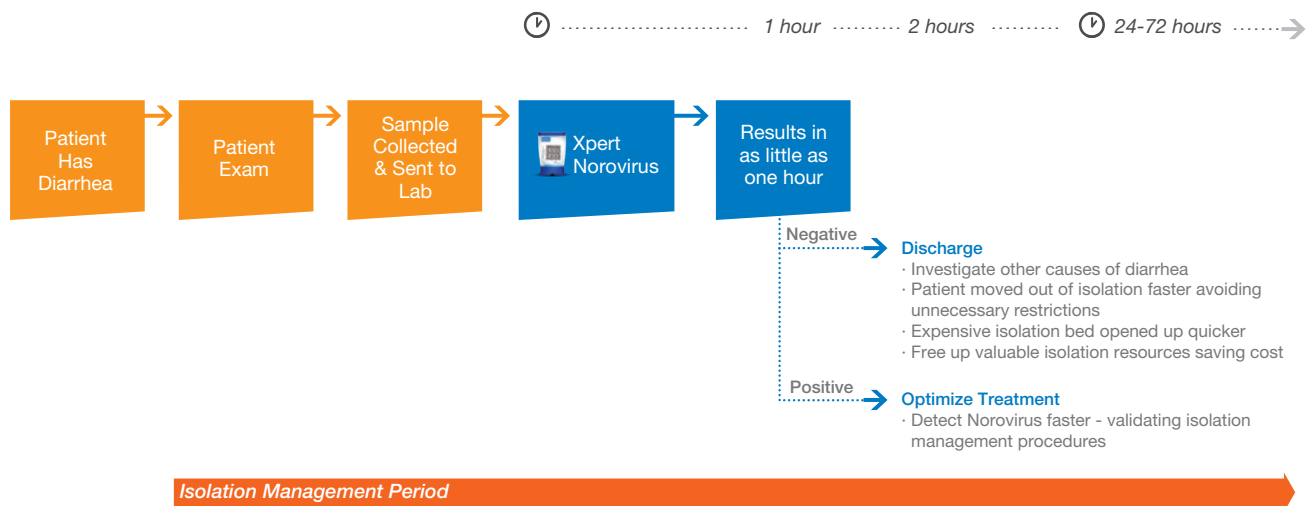 1 hour
2 hours
24-72 hours
Patient
Has
Diarrhea
Patient
Exam
Sample
Collected
& Sent to
Lab
Xpert
Norovirus
Results in
as little as
one hour
Negative
Discharge
· Investigate other causes of diarrhea
· Patient moved out of isolation faster avoiding
unnecessary restrictions
· Expensive isolation bed opened up quicker
· Free up valuable isolation resources saving cost
Positive
Optimize Treatment
· Detect Norovirus faster - validating isolation
management procedures
Isolation Management Period